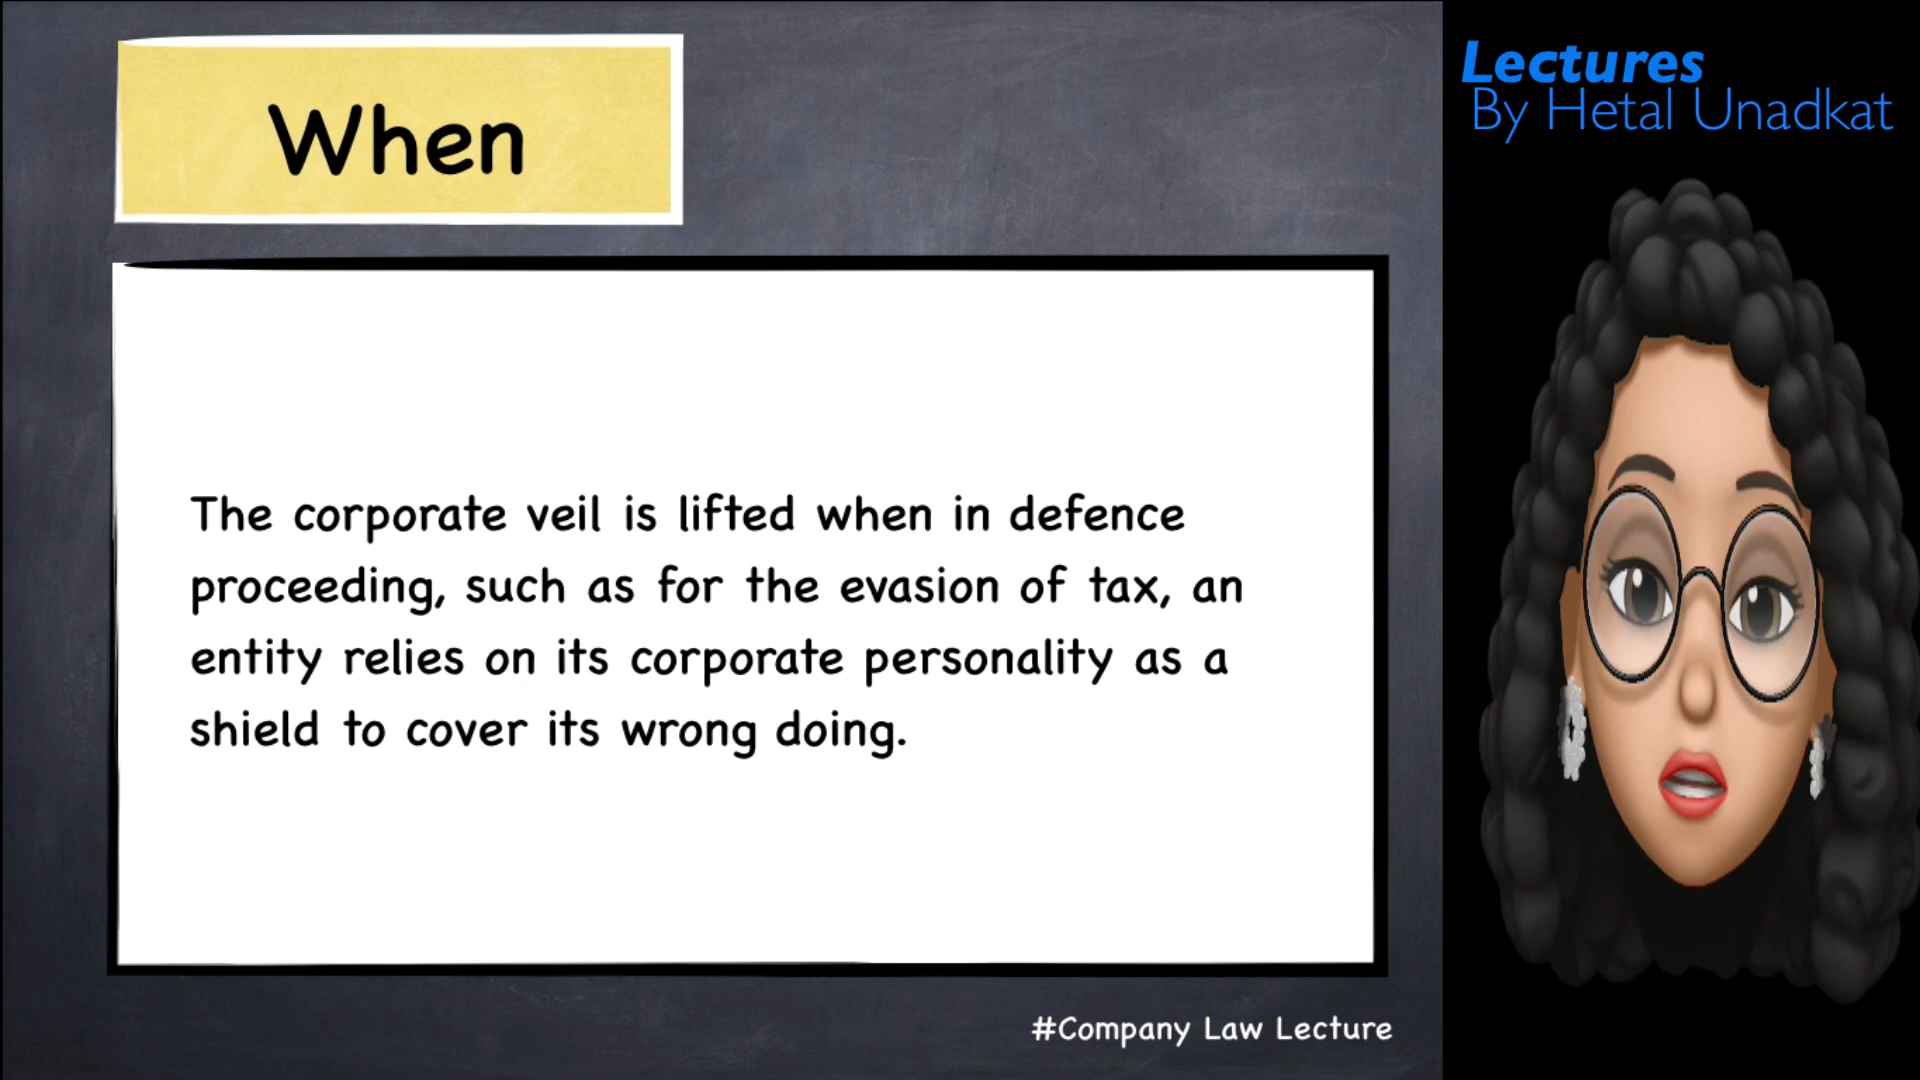 When
The corporate veil is lifted when in defence
proceeding, such as for the evasion of tax, an
entity relies on its corporate personality as a
shield to cover its wrong doing.
#Company Law Lecture
Lectures
By Hetal Unadkat